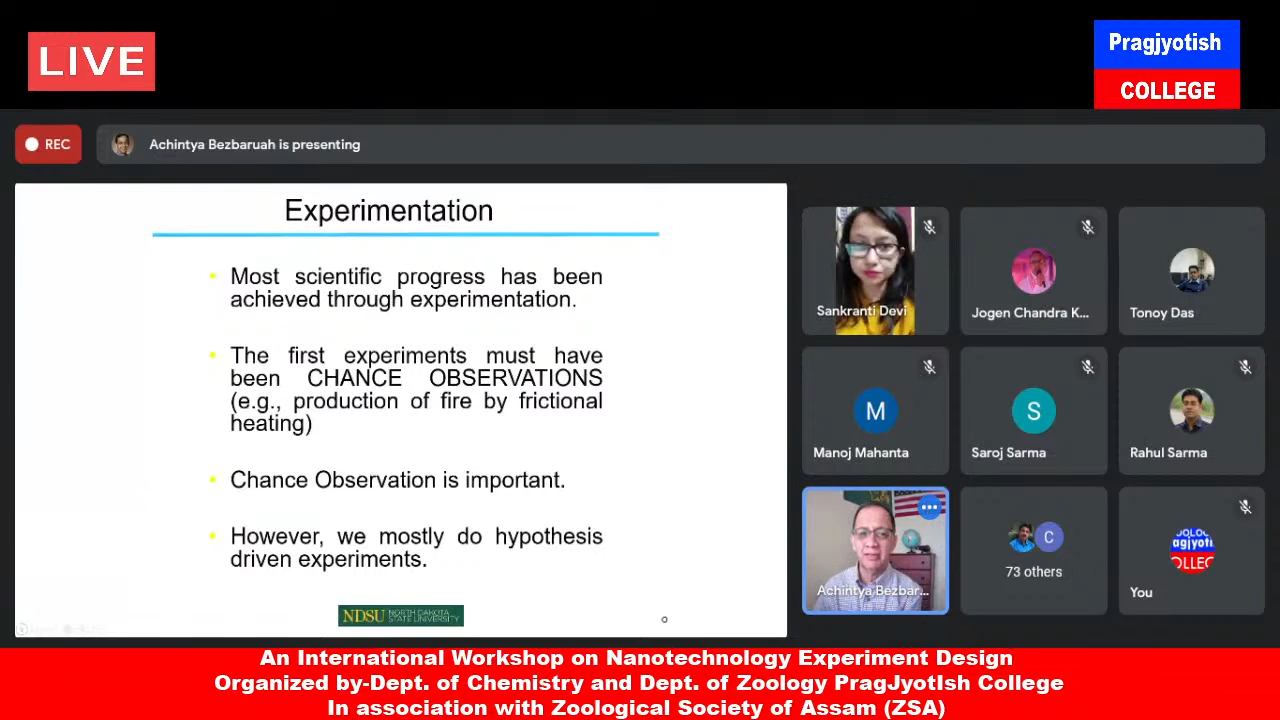 LIVE
Pragjyotish
COLLEGE
REC
Achintya Bezbaruah is presenting
Experimentation
• Most scientific progress has been
achieved through experimentation.
• The first experiments must have
been CHANCE OBSERVATIONS
(e.g., production of fire by frictional
heating)
• Chance Observation is important.
• However, we mostly do hypothesis
driven experiments.
NDSU NORTH DAKOTA
STATE UNIVERSITY
Sankranti Devi
Jogen Chandra K...
Tonoy Das
M
Manoj Mahanta
S
Saroj Sarma
Rahul Sarma
Achintya Bezbar...
C
73 others
OOLOG
agjyoti
OLLEG
You
An International Workshop on Nanotechnology Experiment Design
Organized by-Dept. of Chemistry and Dept. of Zoology PragJyotIsh College
In association with Zoological Society of Assam (ZSA)